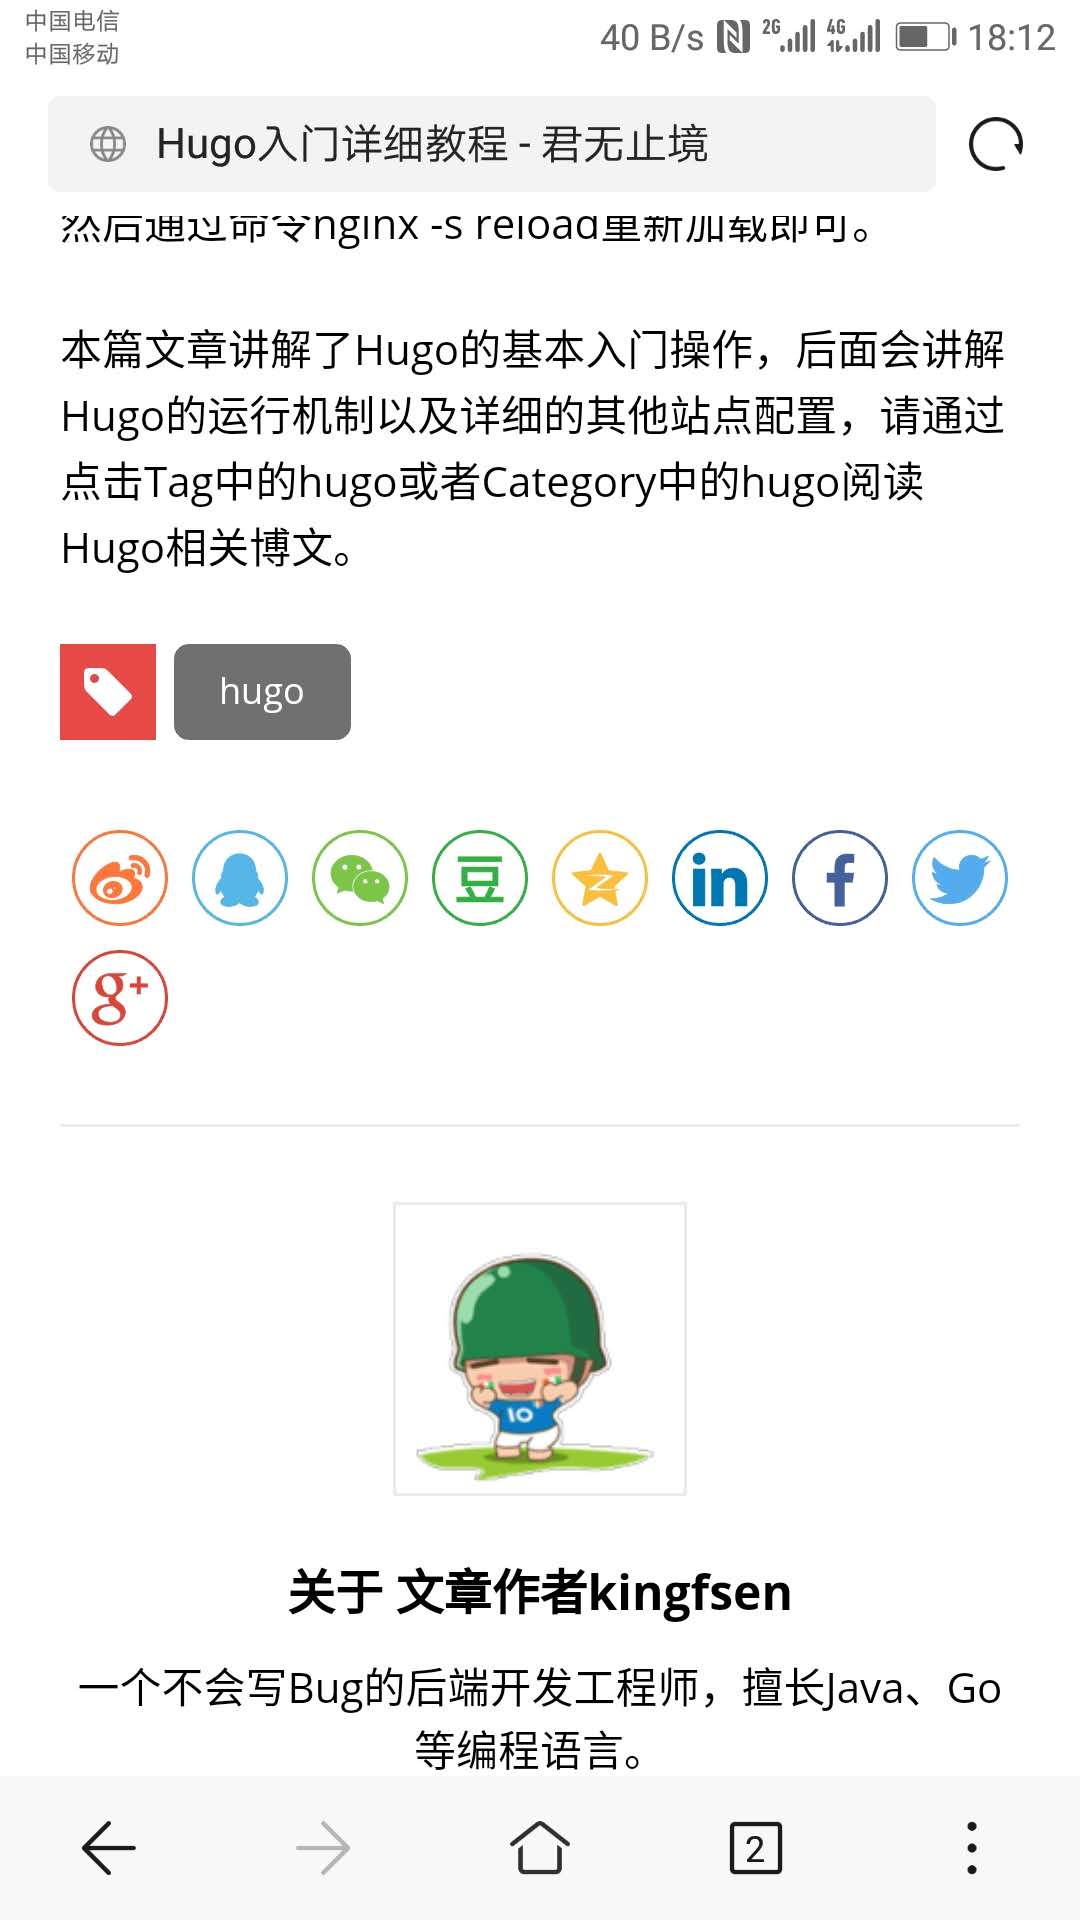 中国电信
中国移动
40 B/s 2G 4G 18:12
Hugo入门详细教程 - 君无止境
然后通过命令nginx -s reload重新加载即可。
本篇文章讲解了Hugo的基本入门操作，后面会讲解
Hugo的运行机制以及详细的其他站点配置，请通过
点击Tag中的hugo或者Category中的hugo阅读
Hugo相关博文。
hugo
豆
in
f
g+
10
关于 文章作者kingfsen
一个不会写Bug的后端开发工程师，擅长Java、Go
等编程语言。
2